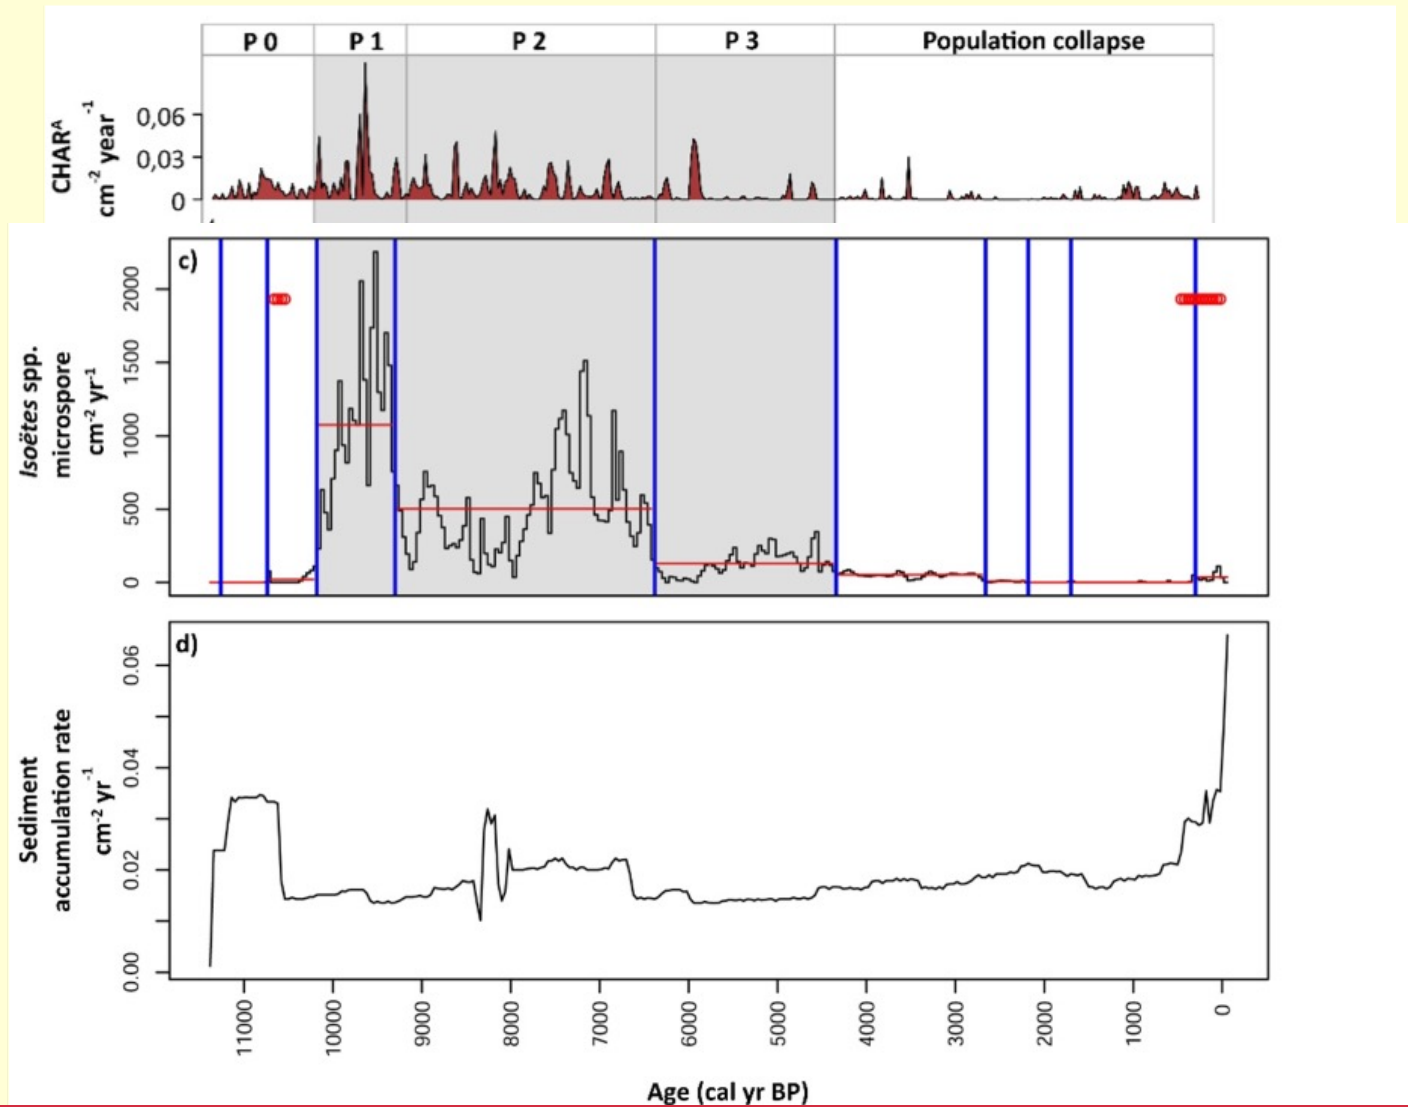 P 0 P 1 P 2 P 3 Population collapse
CHARᴬ
cm⁻² year⁻¹
0,06
0,03
0
c)
Isoëtes spp.
microspore
cm⁻² yr⁻¹
2000
1500
1000
500
0
d)
Sediment
accumulation rate
cm⁻² yr⁻¹
0.06
0.04
0.02
0.00
11000 10000 9000 8000 7000 6000 5000 4000 3000 2000 1000 0
Age (cal yr BP)